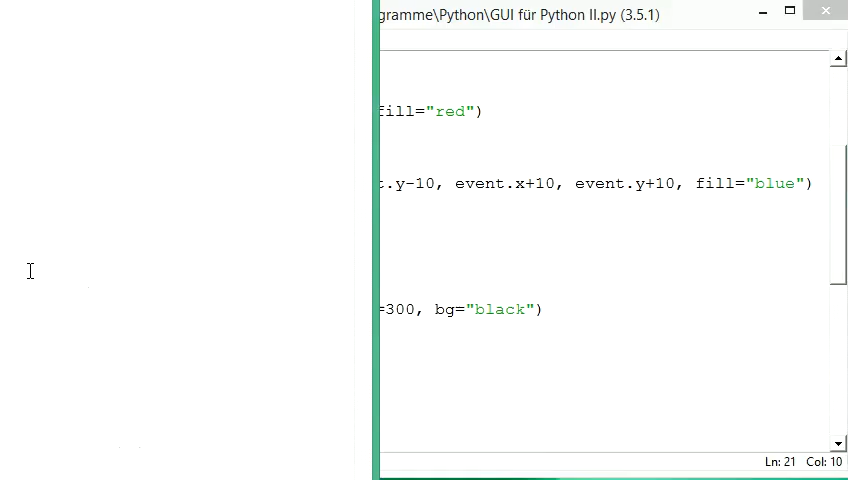 gramme\Python\GUI für Python II.py (3.5.1)
fill="red")
t.y-10, event.x+10, event.y+10, fill="blue")
=300, bg="black")
Ln: 21 Col: 10